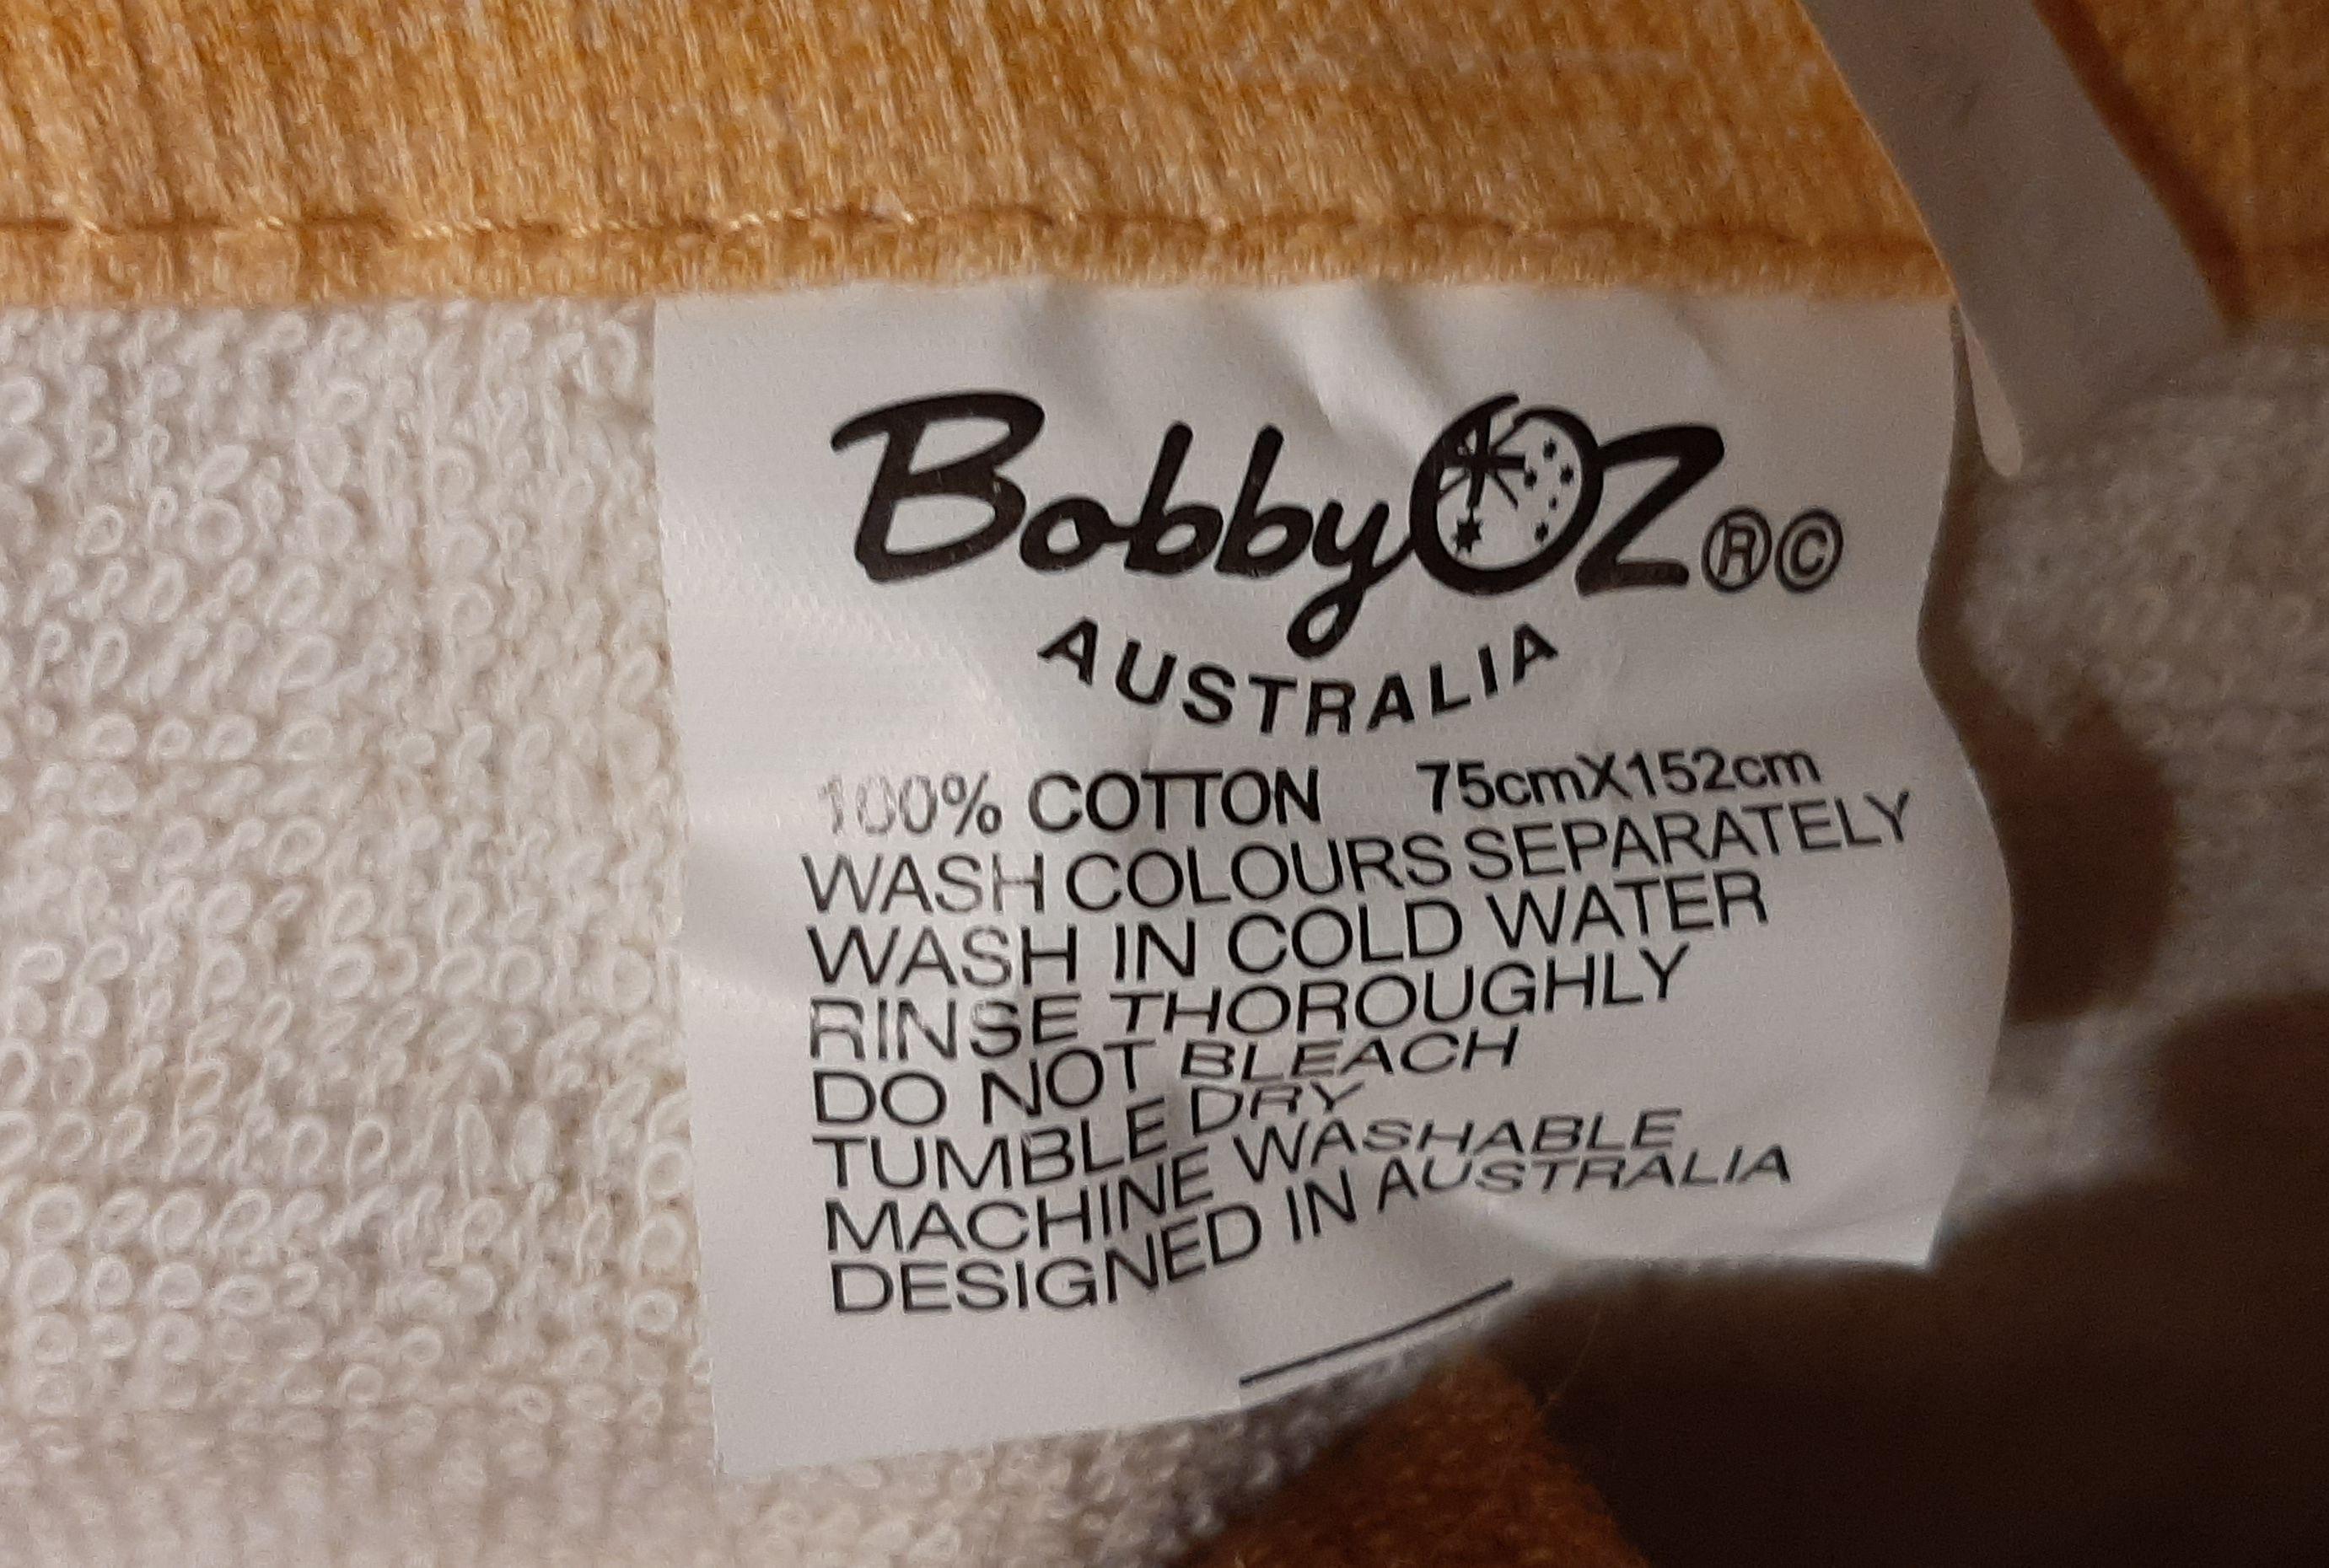 BobbyOZ®©
AUSTRALIA
100% COTTON 75cmX152cm
WASH COLOURS SEPARATELY
WASH IN COLD WATER
RINSE THOROUGHLY
DO NOT BLEACH
TUMBLE DRY
MACHINE WASHABLE
DESIGNED IN AUSTRALIA